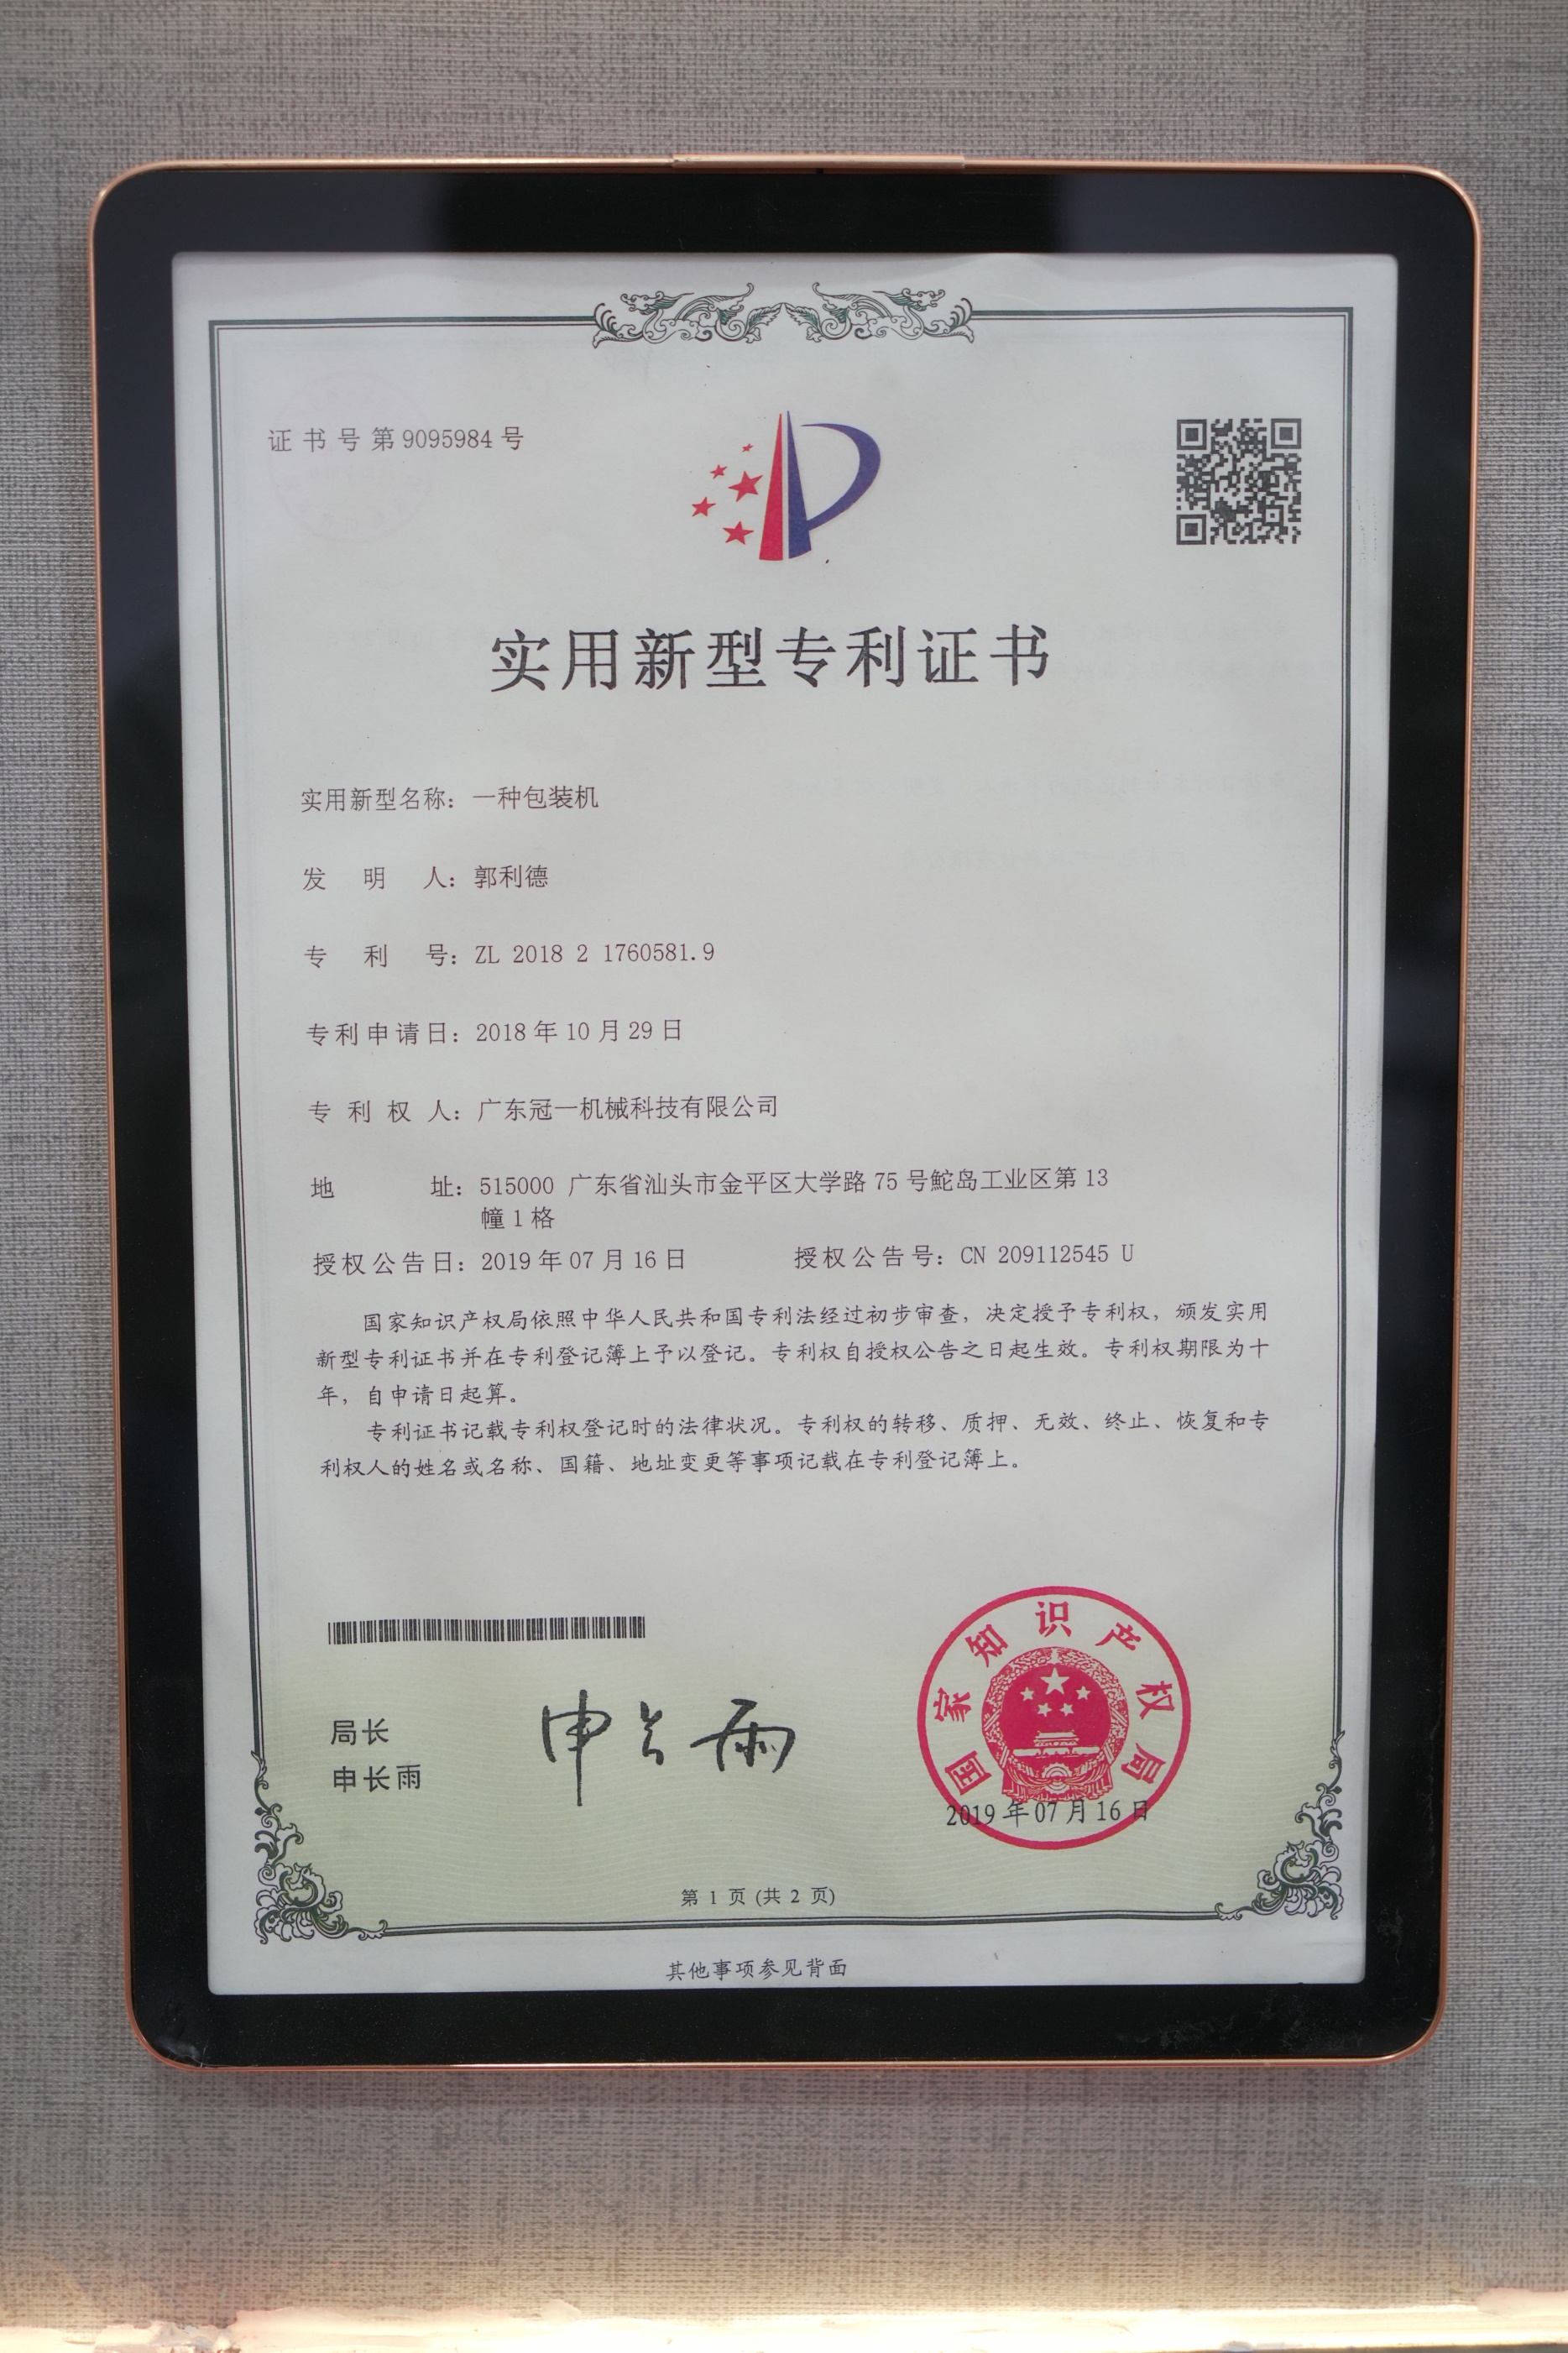 证书号第9095984号
实用新型专利证书
实用新型名称：一种包装机
发明人：郭利德
专利号：ZL 2018 2 1760581.9
专利申请日：2018年10月29日
专利权人：广东冠一机械科技有限公司
地址：515000 广东省汕头市金平区大学路75号鮀岛工业区第13
幢1格
授权公告日：2019年07月16日 授权公告号：CN 209112545 U
国家知识产权局依照中华人民共和国专利法经过初步审查，决定授予专利权，颁发实用
新型专利证书并在专利登记簿上予以登记。专利权自授权公告之日起生效。专利权期限为十
年，自申请日起算。
专利证书记载专利权登记时的法律状况。专利权的转移、质押、无效、终止、恢复和专
利权人的姓名或名称、国籍、地址变更等事项记载在专利登记簿上。
局长
申长雨
申长雨
国家知识产权局
2019年07月16日
第 1 页 (共 2 页)
其他事项参见背面